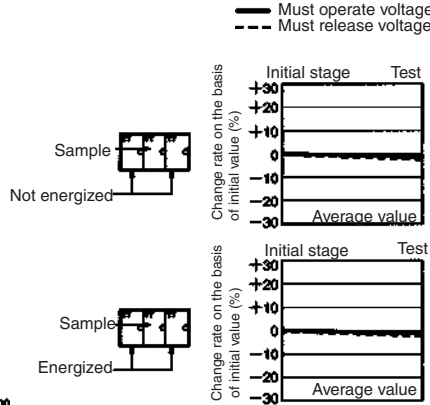 Must operate voltage
Must release voltage
Initial stage Test
Change rate on the basis
of initial value (%)
+30
+20
+10
0
−10
−20
−30
Average value
Sample
Not energized
Initial stage Test
Change rate on the basis
of initial value (%)
+30
+20
+10
0
−10
−20
−30
Average value
Sample
Energized